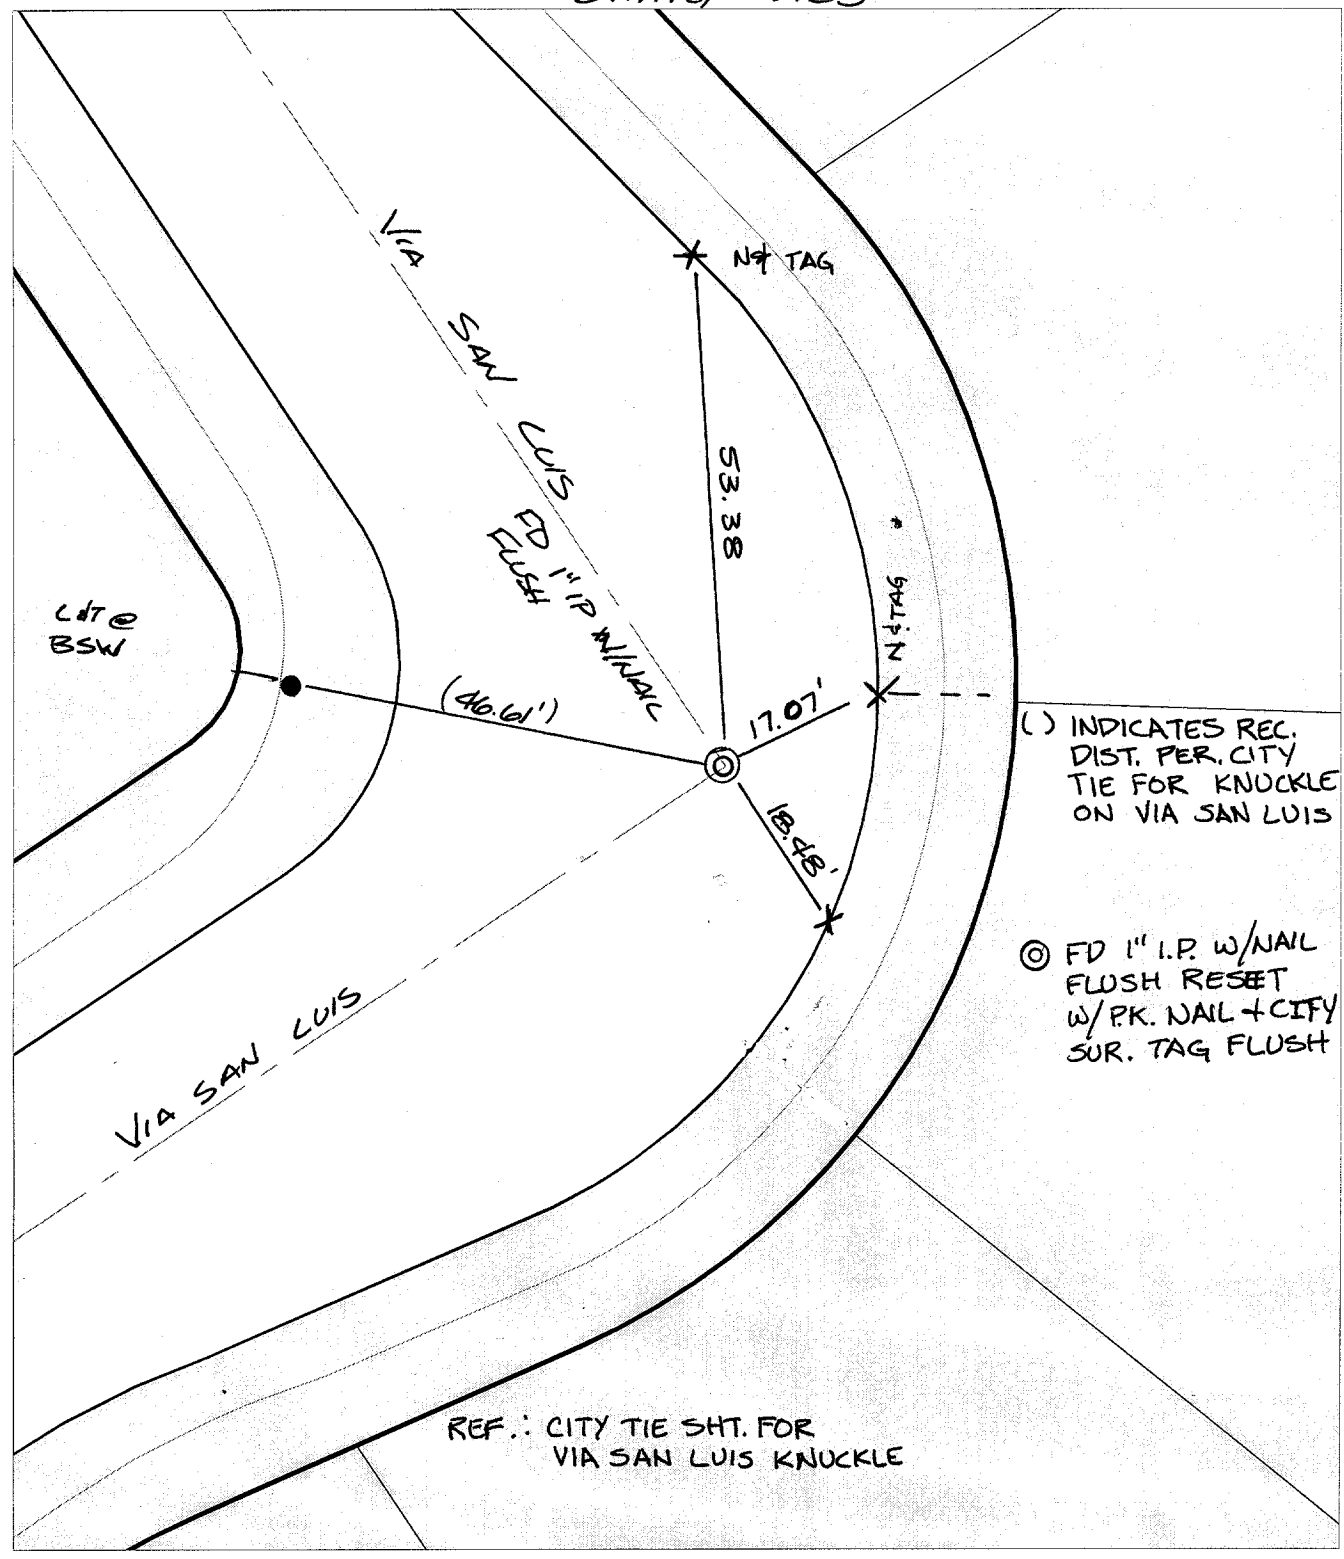 VIA SAN LUIS
N & TAG
53.38
FD 1" IP W/NAIL
FLUSH
N & TAG
L & T @
BSW
(46.61')
17.07'
18.48'
( ) INDICATES REC.
DIST. PER. CITY
TIE FOR KNUCKLE
ON VIA SAN LUIS
FD 1" I.P. W/NAIL
FLUSH RESET
W/ P.K. NAIL + CITY
SUR. TAG FLUSH
VIA SAN LUIS
REF.: CITY TIE SHT. FOR
VIA SAN LUIS KNUCKLE